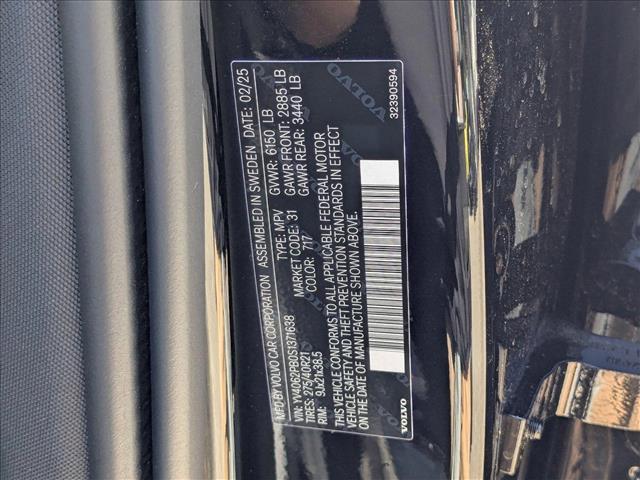 MFD BY VOLVO CAR CORPORATION ASSEMBLED IN SWEDEN DATE: 02/25
VIN: YV4062PB0S1371638 TYPE: MPV GVWR: 6150 LB
TIRES: 275/40R21 MARKET CODE: 31 GAWR FRONT: 2885 LB
RIM: 9Jx21x38,5 COLOR: 717 GAWR REAR: 3440 LB
THIS VEHICLE CONFORMS TO ALL APPLICABLE FEDERAL MOTOR
VEHICLE SAFETY AND THEFT PREVENTION STANDARDS IN EFFECT
ON THE DATE OF MANUFACTURE SHOWN ABOVE.
VOLVO 32390594